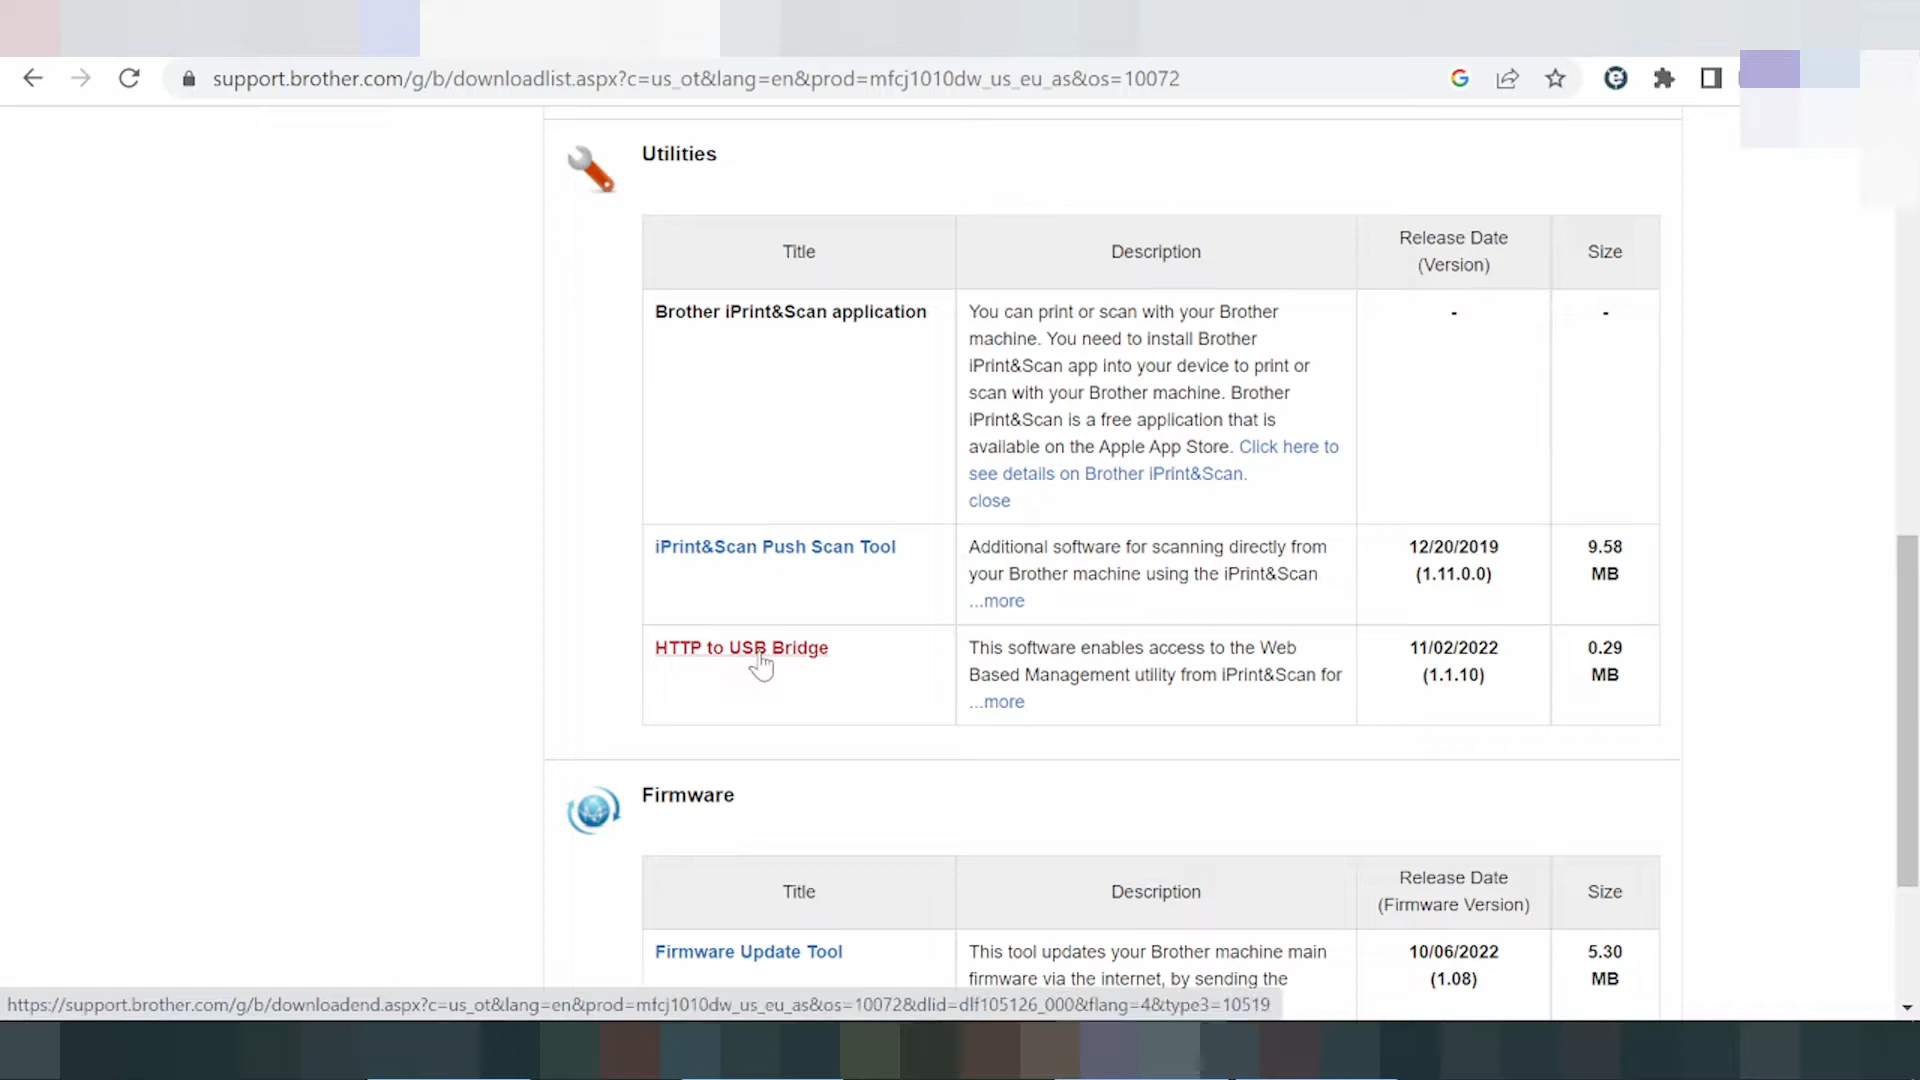 support.brother.com/g/b/downloadlist.aspx?c=us_ot&lang=en&prod=mfcj1010dw_us_eu_as&os=10072
Utilities
Title
Description
Release Date
(Version)
Size
Brother iPrint&Scan application
You can print or scan with your Brother
machine. You need to install Brother
iPrint&Scan app into your device to print or
scan with your Brother machine. Brother
iPrint&Scan is a free application that is
available on the Apple App Store. Click here to
see details on Brother iPrint&Scan.
close
-
-
iPrint&Scan Push Scan Tool
Additional software for scanning directly from
your Brother machine using the iPrint&Scan
...more
12/20/2019
(1.11.0.0)
9.58
MB
HTTP to USB Bridge
This software enables access to the Web
Based Management utility from iPrint&Scan for
...more
11/02/2022
(1.1.10)
0.29
MB
Firmware
Title
Description
Release Date
(Firmware Version)
Size
Firmware Update Tool
This tool updates your Brother machine main
firmware via the internet, by sending the
10/06/2022
(1.08)
5.30
MB
https://support.brother.com/g/b/downloadend.aspx?c=us_ot&lang=en&prod=mfcj1010dw_us_eu_as&os=10072&dlid=dlf105126_000&flang=4&type3=10519